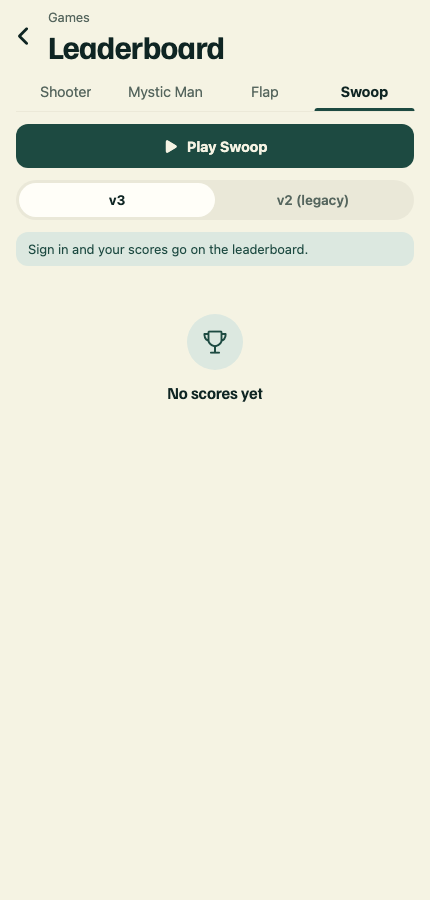 Games
Leaderboard
Shooter Mystic Man Flap Swoop
Play Swoop
v3 v2 (legacy)
Sign in and your scores go on the leaderboard.
No scores yet